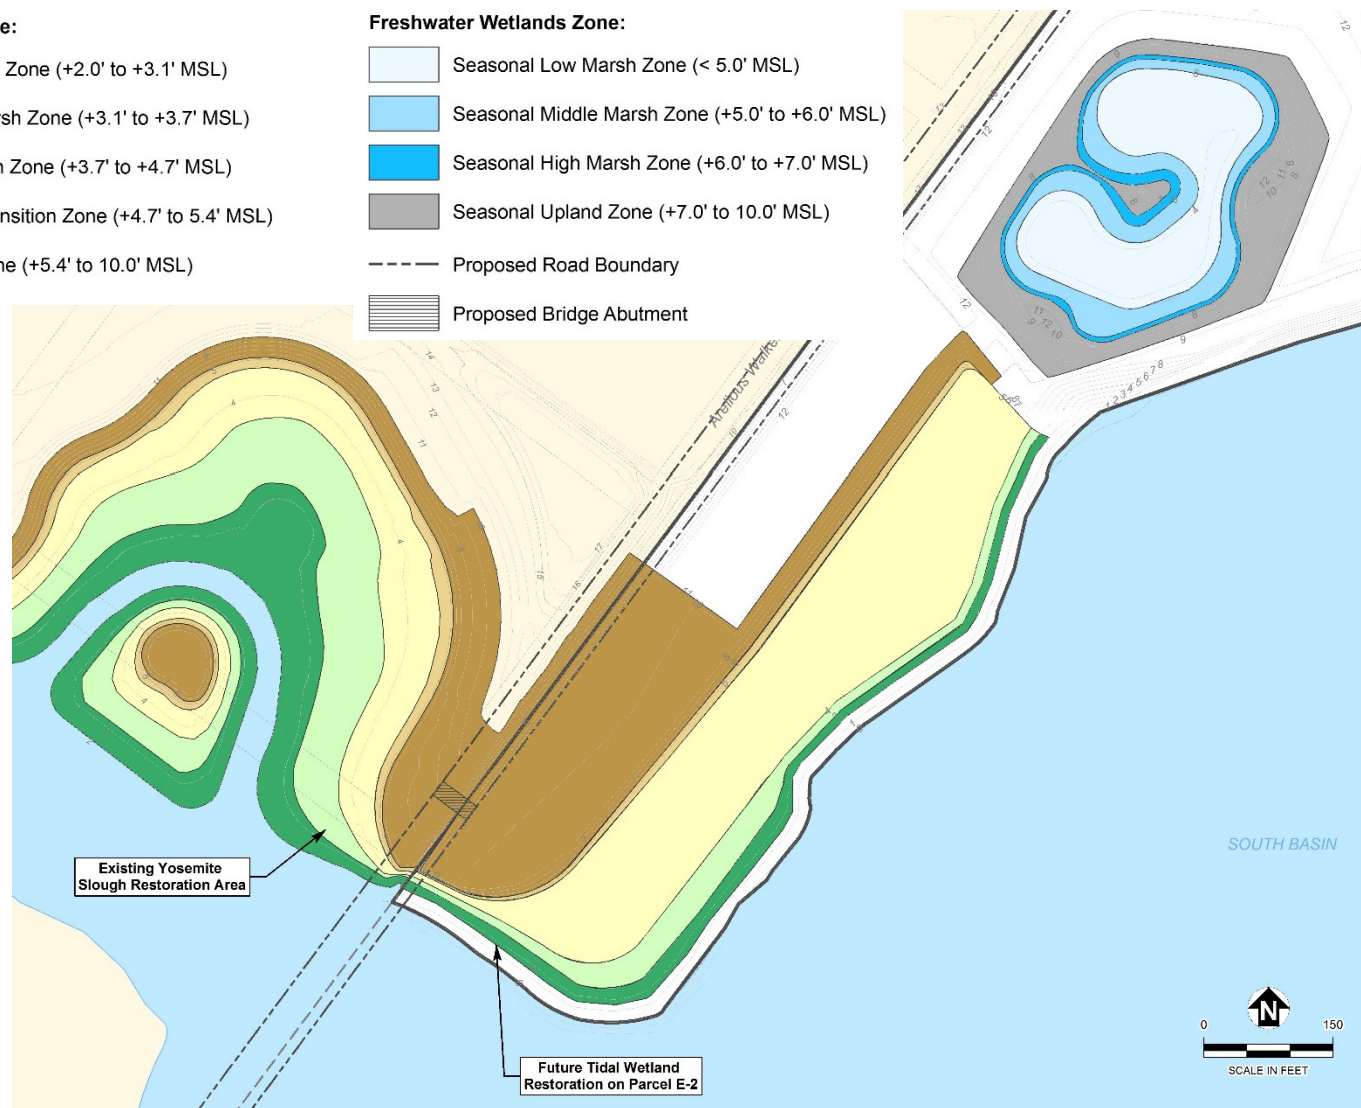 e:
Zone (+2.0' to +3.1' MSL)
rsh Zone (+3.1' to +3.7' MSL)
n Zone (+3.7' to +4.7' MSL)
nsition Zone (+4.7' to 5.4' MSL)
ne (+5.4' to 10.0' MSL)
Freshwater Wetlands Zone:
Seasonal Low Marsh Zone (< 5.0' MSL)
Seasonal Middle Marsh Zone (+5.0' to +6.0' MSL)
Seasonal High Marsh Zone (+6.0' to +7.0' MSL)
Seasonal Upland Zone (+7.0' to 10.0' MSL)
Proposed Road Boundary
Proposed Bridge Abutment
Arellous Walke
SOUTH BASIN
Existing Yosemite
Slough Restoration Area
Future Tidal Wetland
Restoration on Parcel E-2
N
0 150
SCALE IN FEET